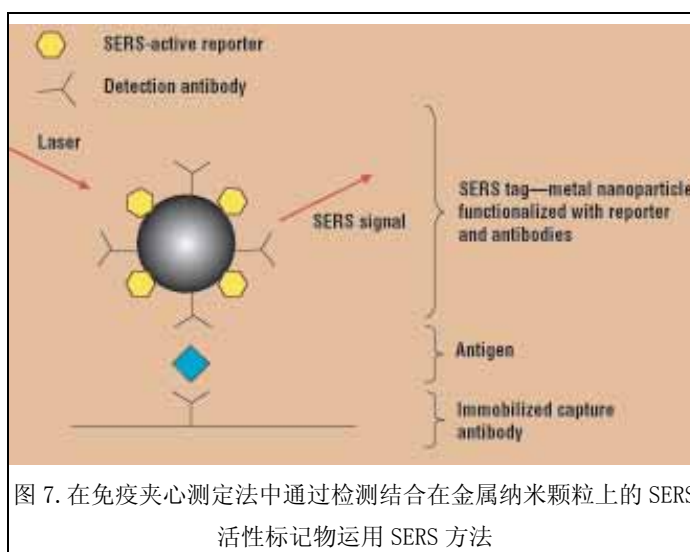 SERS-active reporter
Detection antibody
Laser
SERS signal
SERS tag—metal nanoparticle
functionalized with reporter
and antibodies
Antigen
Immobilized capture
antibody
图 7.在免疫夹心测定法中通过检测结合在金属纳米颗粒上的 SERS
活性标记物运用 SERS 方法